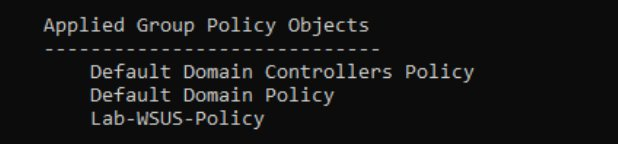 Applied Group Policy Objects
-----------------------------
Default Domain Controllers Policy
Default Domain Policy
Lab-WSUS-Policy